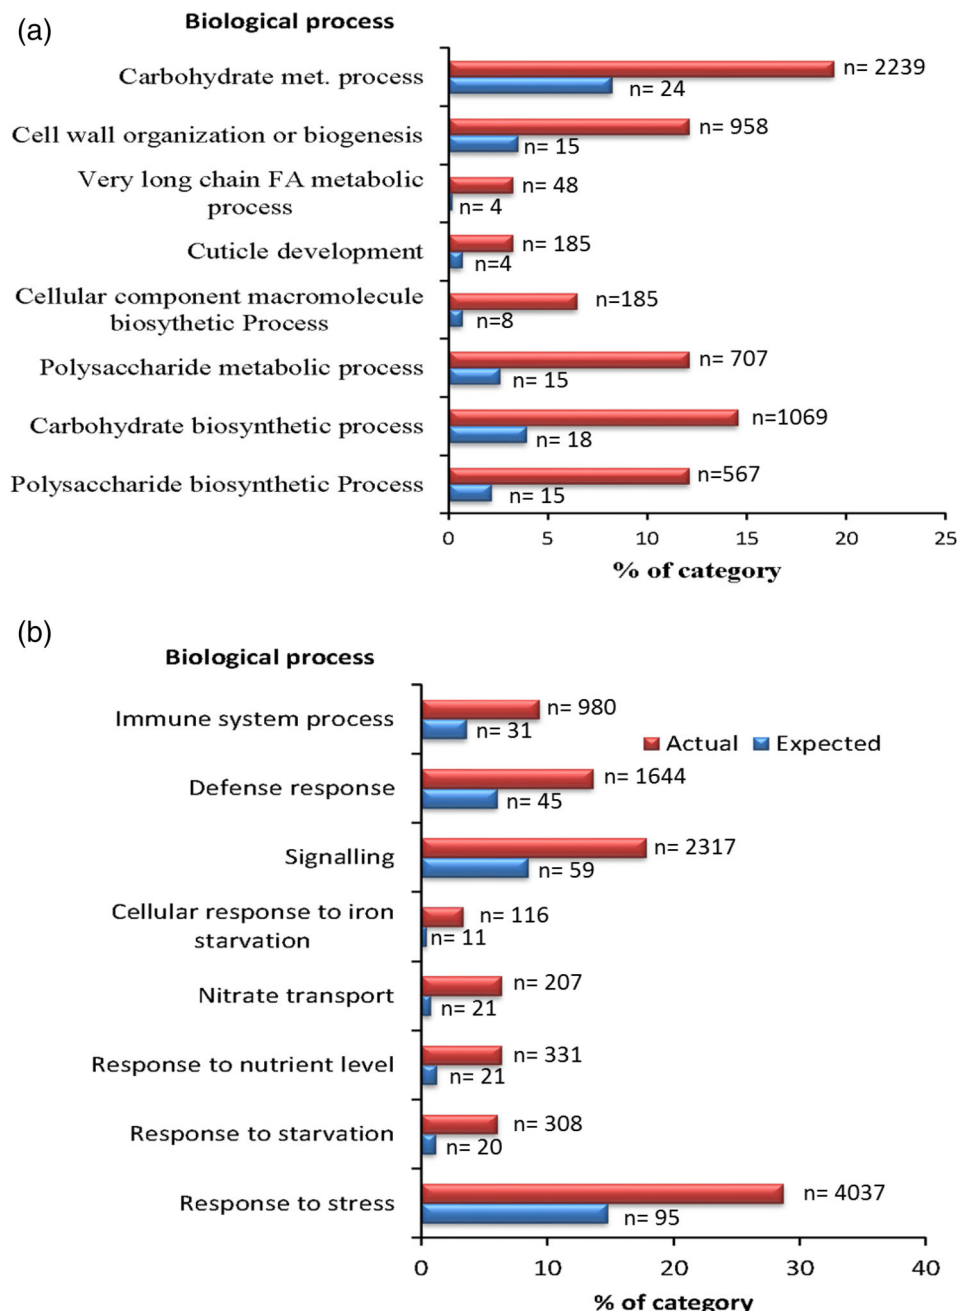 (a)
Biological process
Carbohydrate met. process
n= 2239
n= 24
Cell wall organization or biogenesis
n= 958
n= 15
Very long chain FA metabolic
process
n= 48
n= 4
Cuticle development
n= 185
n=4
Cellular component macromolecule
biosythetic Process
n=185
n=8
Polysaccharide metabolic process
n= 707
n= 15
Carbohydrate biosynthetic process
n=1069
n= 18
Polysaccharide biosynthetic Process
n=567
n= 15
0 5 10 15 20 25
% of category
(b)
Biological process
Immune system process
n= 980
n= 31
Actual Expected
Defense response
n= 1644
n= 45
Signalling
n= 2317
n= 59
Cellular response to iron
starvation
n= 116
n= 11
Nitrate transport
n= 207
n= 21
Response to nutrient level
n= 331
n= 21
Response to starvation
n= 308
n= 20
Response to stress
n= 4037
n= 95
0 10 20 30 40
% of category